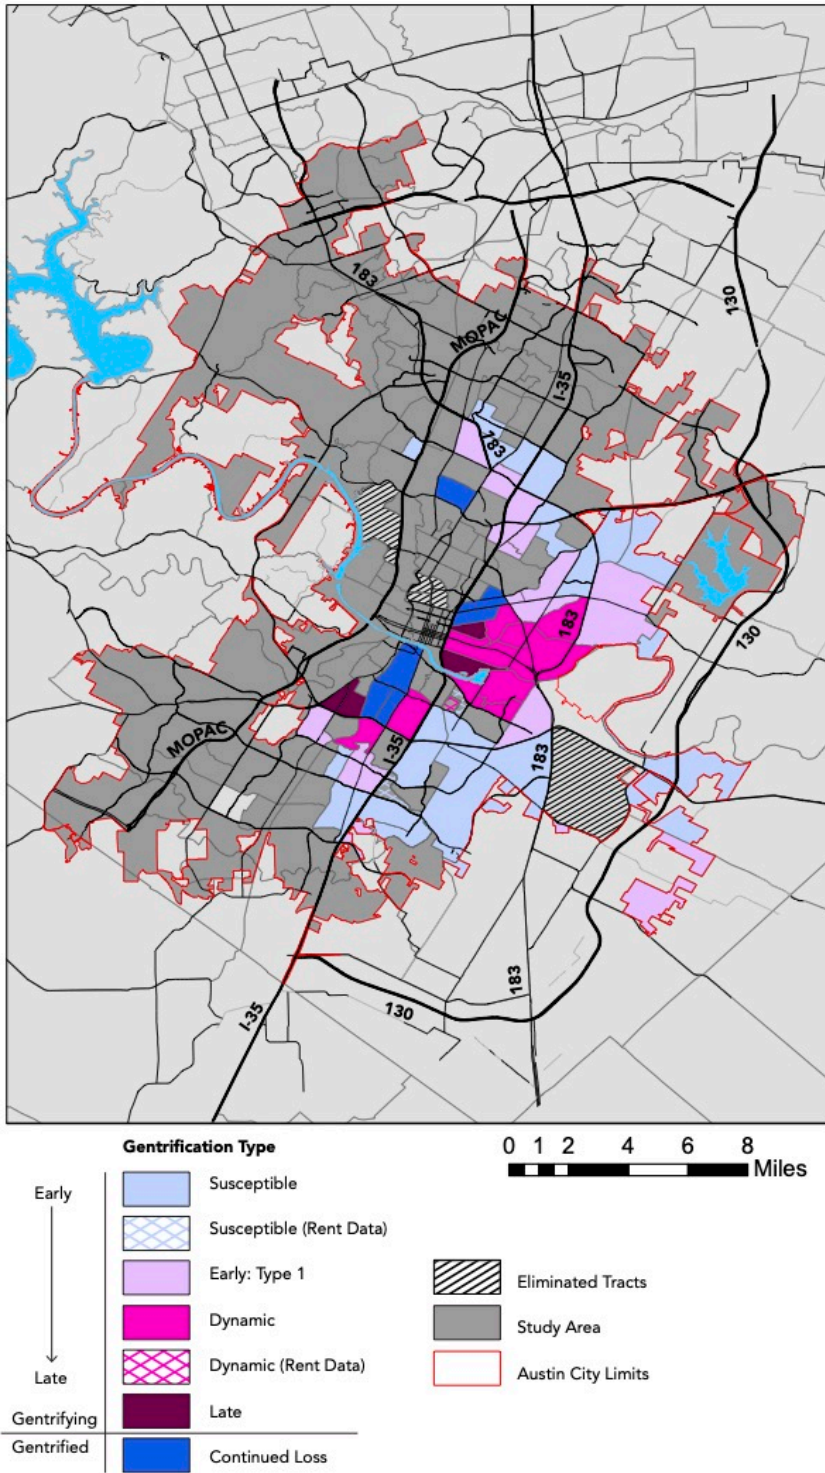 183
MOPAC
I-35
130
183
183
130
MOPAC
I-35
183
183
130
I-35
Gentrification Type
0 1 2 4 6 8
Miles
Early
Susceptible
Susceptible (Rent Data)
Early: Type 1
Eliminated Tracts
Dynamic
Study Area
Dynamic (Rent Data)
Late
Austin City Limits
Gentrifying
Late
Gentrified
Continued Loss